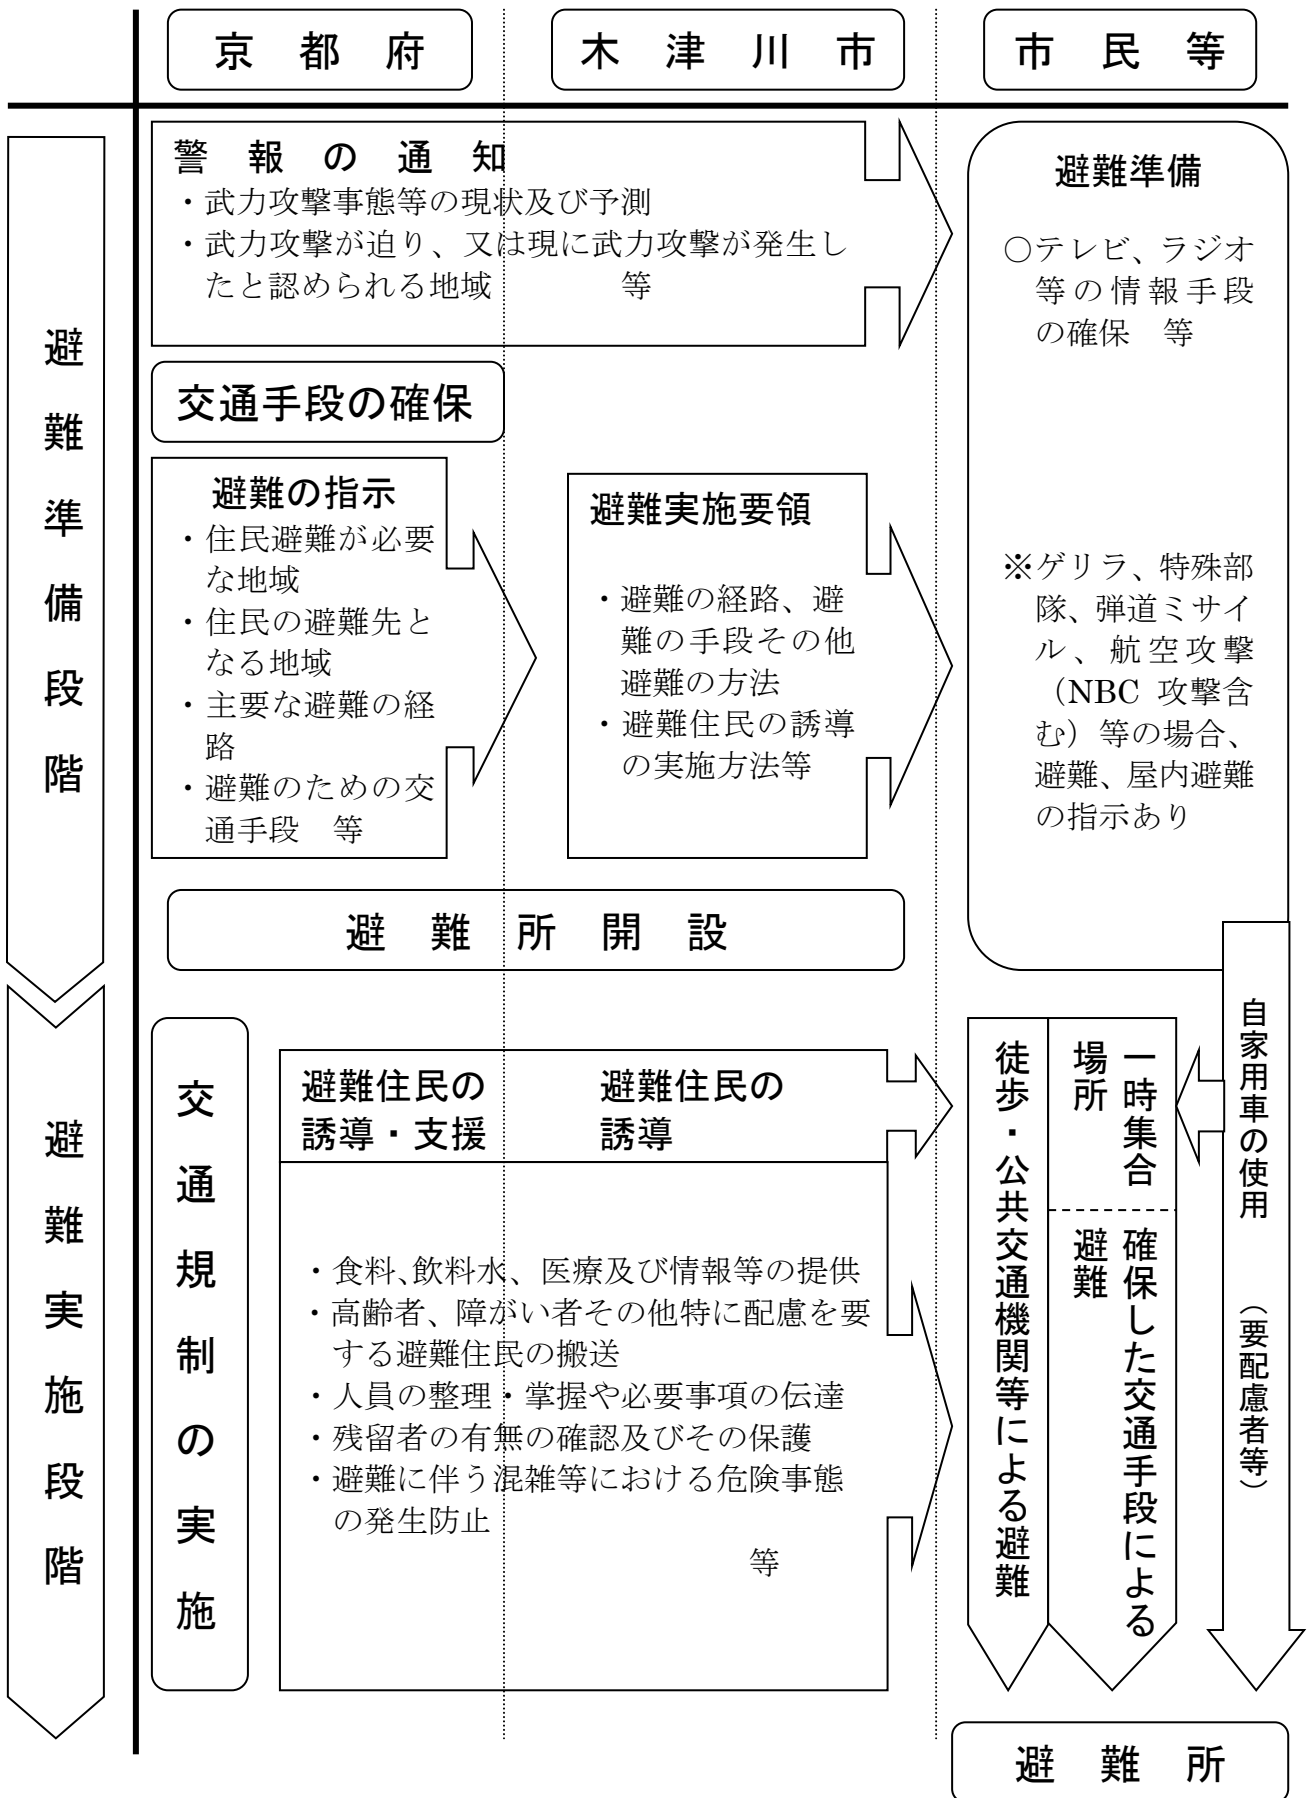 京都府
木津川市
市民等
避難準備段階
警報の通知
・武力攻撃事態等の現状及び予測
・武力攻撃が迫り、又は現に武力攻撃が発生し
たと認められる地域　等
交通手段の確保
避難の指示
・住民避難が必要
な地域
・住民の避難先と
なる地域
・主要な避難の経
路
・避難のための交
通手段　等
避難実施要領
・避難の経路、避
難の手段その他
避難の方法
・避難住民の誘導
の実施方法等
避難準備
○テレビ、ラジオ
等の情報手段
の確保　等
※ゲリラ、特殊部
隊、弾道ミサイ
ル、航空攻撃
（NBC 攻撃含
む）等の場合、
避難、屋内避難
の指示あり
避難所開設
避難実施段階
交通規制の実施
避難住民の
誘導・支援
避難住民の
誘導
・食料、飲料水、医療及び情報等の提供
・高齢者、障がい者その他特に配慮を要
する避難住民の搬送
・人員の整理・掌握や必要事項の伝達
・残留者の有無の確認及びその保護
・避難に伴う混雑等における危険事態
の発生防止
等
徒歩・公共交通機関等による避難
一時集合
場所
確保した交通手段による
避難
自家用車の使用　（要配慮者等）
避難所